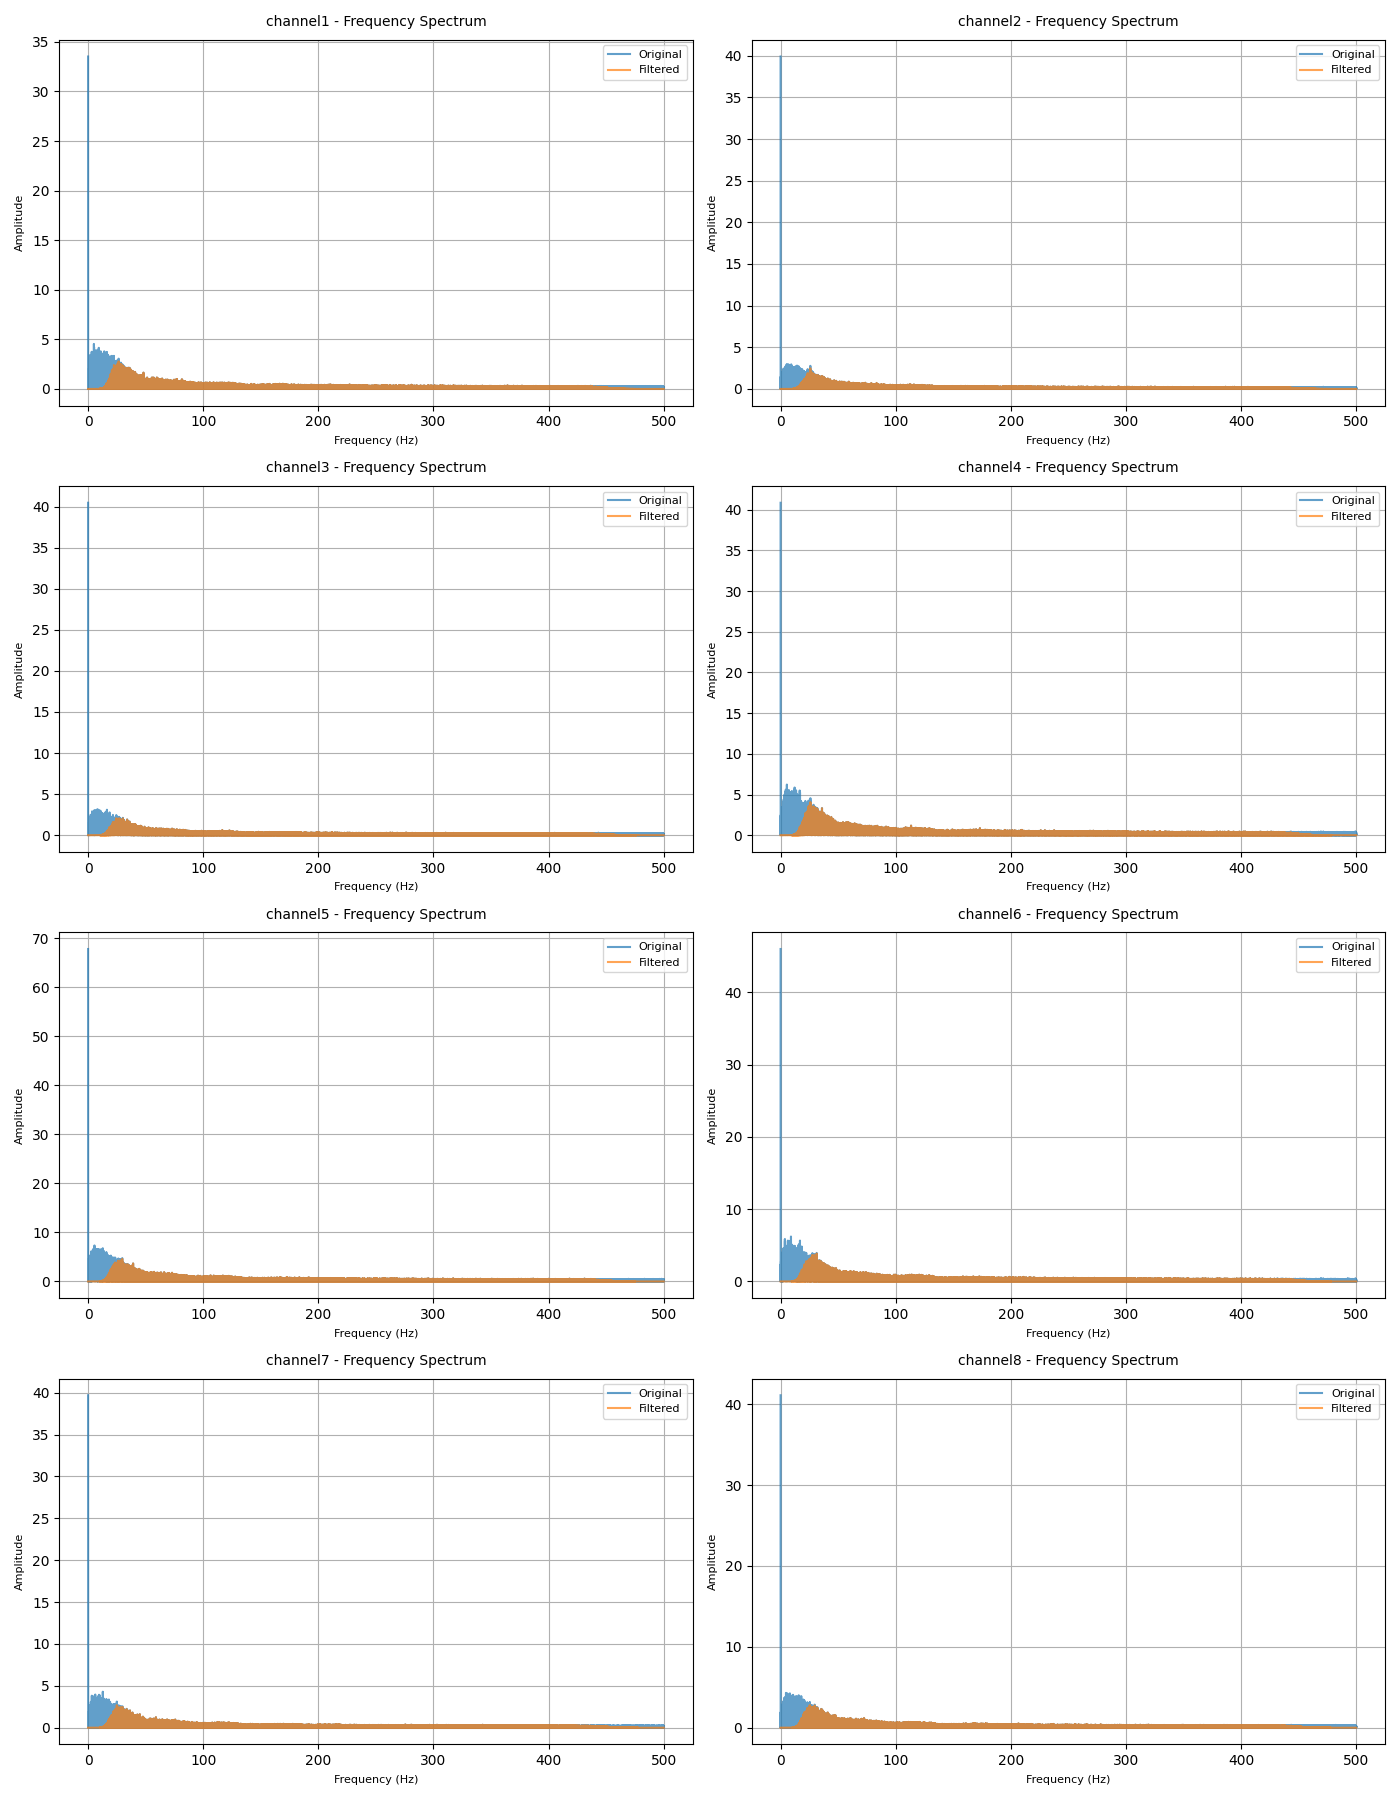 channel1 - Frequency Spectrum
35
30
25
20
15
10
5
0
Amplitude
Original
Filtered
0 100 200 300 400 500
Frequency (Hz)
channel2 - Frequency Spectrum
40
35
30
25
20
15
10
5
0
Amplitude
Original
Filtered
0 100 200 300 400 500
Frequency (Hz)
channel3 - Frequency Spectrum
40
35
30
25
20
15
10
5
0
Amplitude
Original
Filtered
0 100 200 300 400 500
Frequency (Hz)
channel4 - Frequency Spectrum
40
35
30
25
20
15
10
5
0
Amplitude
Original
Filtered
0 100 200 300 400 500
Frequency (Hz)
channel5 - Frequency Spectrum
70
60
50
40
30
20
10
0
Amplitude
Original
Filtered
0 100 200 300 400 500
Frequency (Hz)
channel6 - Frequency Spectrum
40
30
20
10
0
Amplitude
Original
Filtered
0 100 200 300 400 500
Frequency (Hz)
channel7 - Frequency Spectrum
40
35
30
25
20
15
10
5
0
Amplitude
Original
Filtered
0 100 200 300 400 500
Frequency (Hz)
channel8 - Frequency Spectrum
40
30
20
10
0
Amplitude
Original
Filtered
0 100 200 300 400 500
Frequency (Hz)